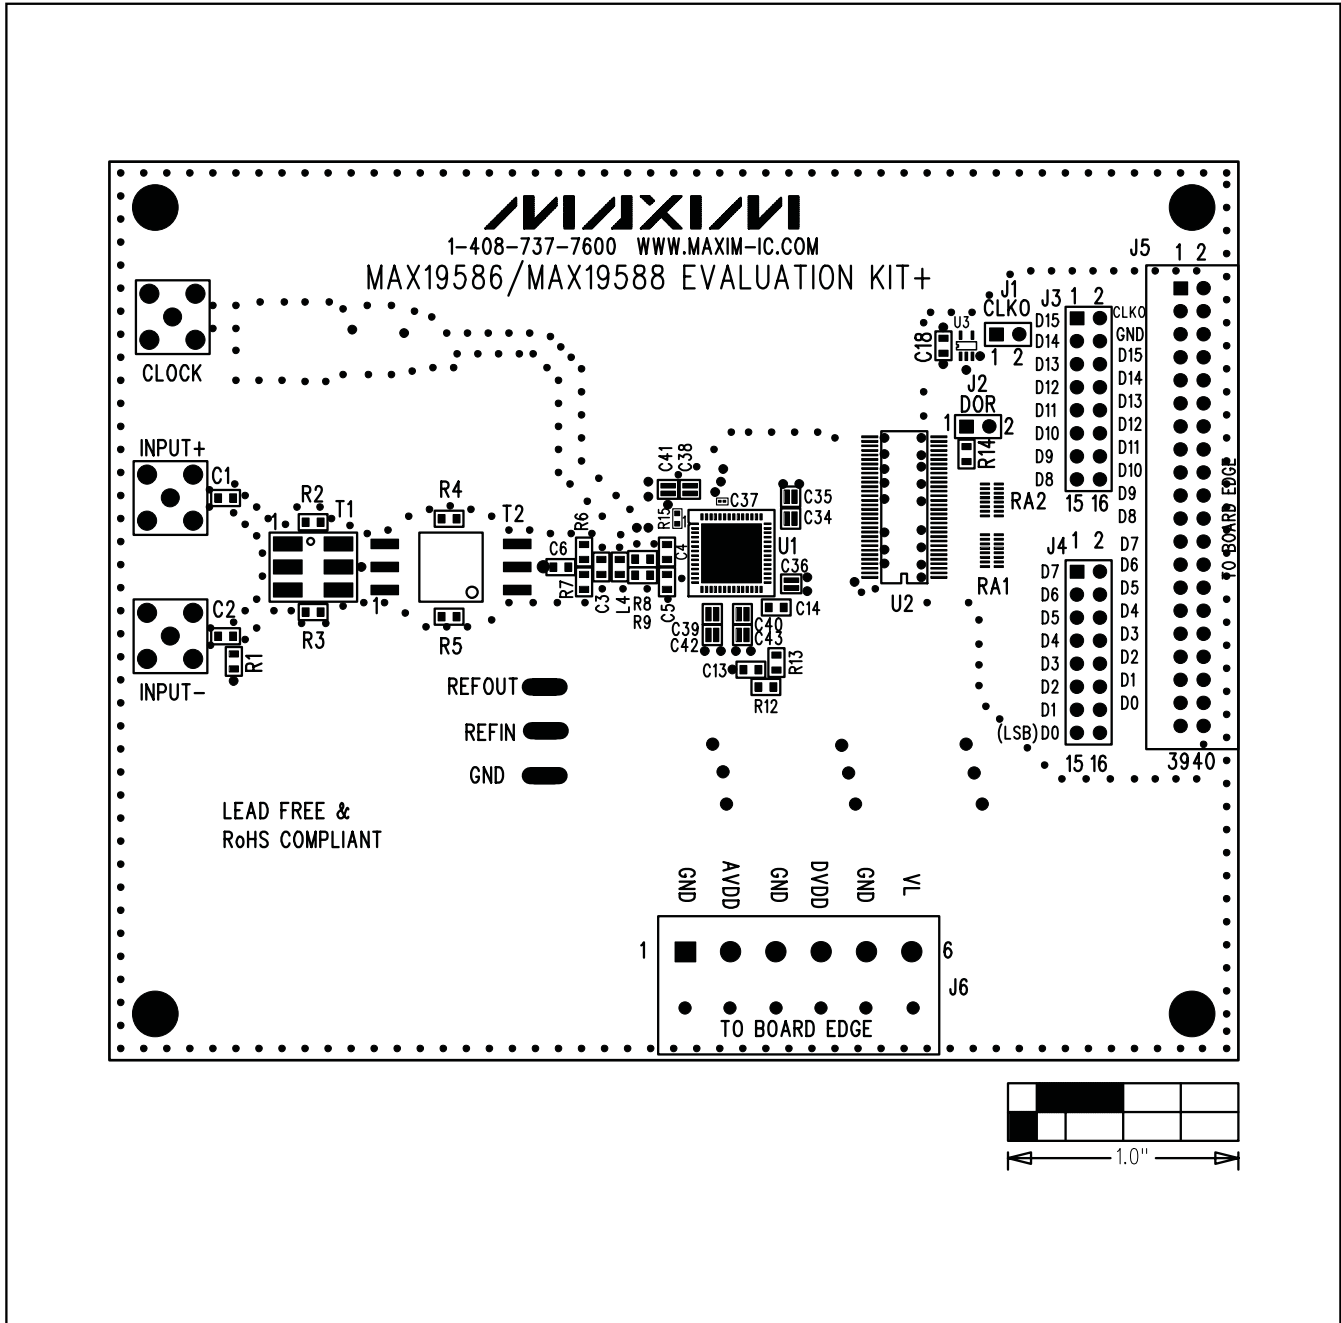 MAXIM
1-408-737-7600 WWW.MAXIM-IC.COM
MAX19586/MAX19588 EVALUATION KIT+
J5
1 2
J1
CLKO
1 2
J3
1 2
D15
D14
D13
D12
D11
D10
D9
D8
15 16
CLKO
GND
D15
D14
D13
D12
D11
D10
D9
D8
D7
D6
D5
D4
D3
D2
D1
D0
39 40
TO BOARD EDGE
U3
C18
J2
DOR
1 2
R14
RA2
RA1
J4
1 2
D7
D6
D5
D4
D3
D2
D1
(LSB) D0
15 16
CLOCK
INPUT+
C1
R2
T1
1
R4
T2
1
R6
C6
R7
C3
L4
R8
R9
C4
C5
R15
1
C41
C38
C37
C35
C34
U1
C36
C14
C39
C42
C40
C43
C13
R13
R12
U2
C2
R3
R5
R1
INPUT-
REFOUT
REFIN
GND
LEAD FREE &
RoHS COMPLIANT
GND
AVDD
GND
DVDD
GND
VL
1
6
J6
TO BOARD EDGE
1.0"